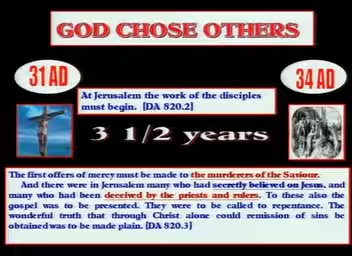 GOD CHOSE OTHERS
31 AD
34 AD
At Jerusalem the work of the disciples
must begin. [DA 820.2]
3 1/2 years
The first offers of mercy must be made to the murderers of the Saviour.
And there were in Jerusalem many who had secretly believed on Jesus, and
many who had been deceived by the priests and rulers. To these also the
gospel was to be presented. They were to be called to repentance. The
wonderful truth that through Christ alone could remission of sins be
obtained was to be made plain. [DA 820.3]